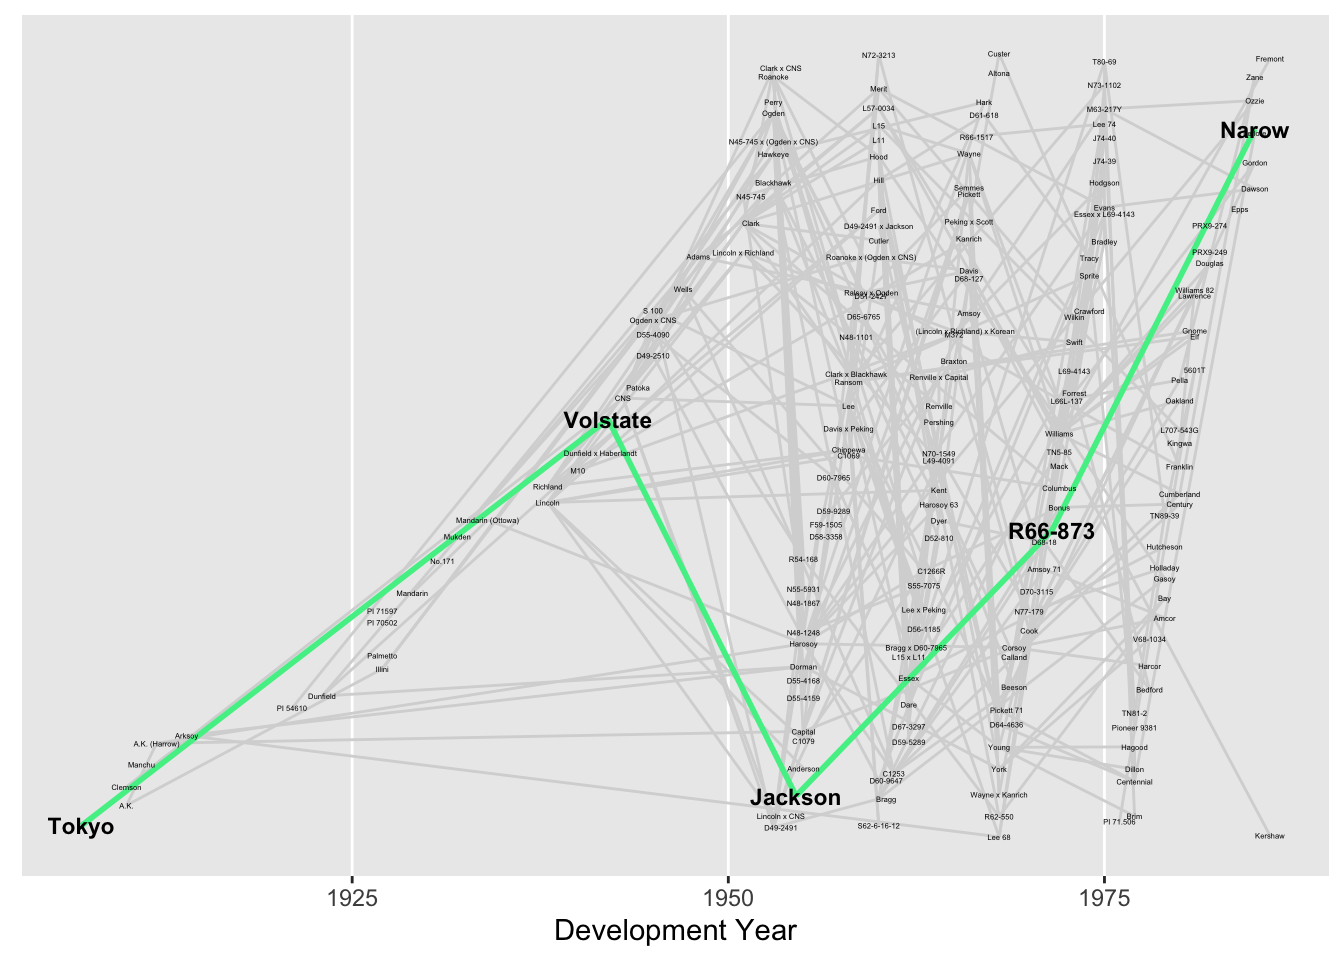 N72-3213
Custer
Fremont
T80-69
Clark x CNS
Altona
Roanoke
Zane
N73-1102
Merit
Ozzie
Perry
Hark
L57-0034
M63-217Y
Ogden
D61-618
Lee 74
L15
Narow
R66-1517
J74-40
L11
N45-745 x (Ogden x CNS)
Hawkeye
Wayne
Hood
J74-39
Gordon
Hill
Blackhawk
Hodgson
Semmes
Dawson
Pickett
N45-745
Evans
Epps
Ford
Essex x L69-4143
Peking x Scott
Clark
PRX9-274
D49-2491 x Jackson
Kanrich
Cutler
Bradley
Lincoln x Richland
PRX9-249
Adams
Roanoke x (Ogden x CNS)
Tracy
Douglas
Davis
Sprite
D68-127
Wells
Williams 82
Ralsoy x Ogden
D51-2427
Lawrence
S 100
Crawford
Amsoy
D65-6765
Wilkin
Ogden x CNS
Gnome
(Lincoln x Richland) x Korean
D55-4090
M372
N48-1101
Elf
Swift
D49-2510
Braxton
5601T
L69-4143
Clark x Blackhawk
Renville x Capital
Pella
Ransom
Patoka
Forrest
CNS
L66L-137
Oakland
Lee
Renville
Volstate
Pershing
Davis x Peking
L707-543G
Williams
Kingwa
Chippewa
Dunfield x Haberlandt
TN5-85
N70-1549
C1069
L49-4091
Mack
Franklin
M10
D60-7965
Richland
Columbus
Kent
Cumberland
Lincoln
Century
Harosoy 63
Bonus
D59-9289
TN89-39
Mandarin (Ottowa)
Dyer
F59-1505
R66-873
Mukden
D58-3358
D52-810
D68-18
Hutcheson
R54-168
No.171
Holladay
Amsoy 71
C1266R
Gasoy
S55-7075
N55-5931
D70-3115
Mandarin
Bay
N48-1867
PI 71597
Lee x Peking
N77-179
Amcor
PI 70502
D56-1185
Cook
N48-1248
V68-1034
Harosoy
Bragg x D60-7965
Corsoy
Palmetto
L15 x L11
Calland
Dorman
Harcor
Illini
Essex
D55-4168
Beeson
Bedford
Dunfield
D55-4159
Dare
PI 54610
Pickett 71
TN81-2
D67-3297
D64-4636
Pioneer 9381
Capital
Arksoy
C1079
D59-5289
A.K. (Harrow)
Young
Hagood
Manchu
Anderson
York
Dillon
C1253
D60-9647
Centennial
Clemson
Jackson
Wayne x Kanrich
Bragg
A.K.
Lincoln x CNS
R62-550
Brim
PI 71.506
Tokyo
D49-2491
S62-6-16-12
Lee 68
Kershaw
1925 1950 1975
Development Year